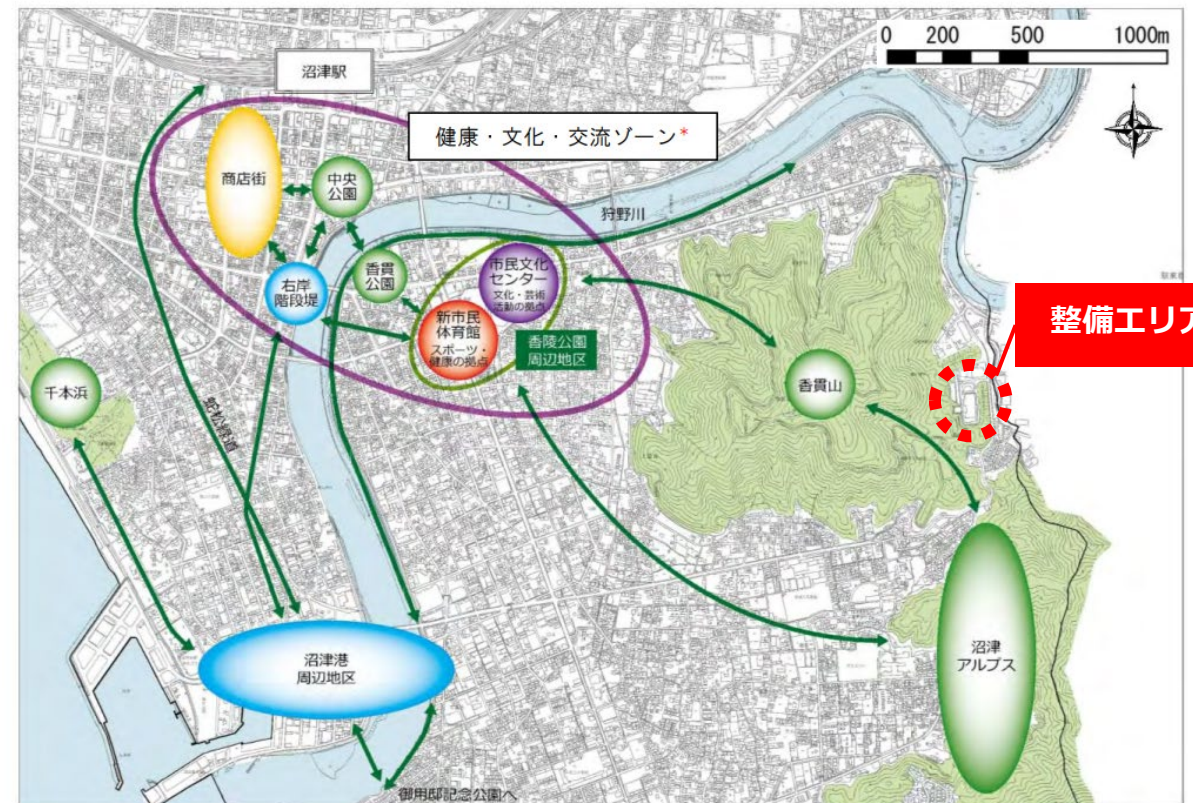 0 200 500 1000m
沼津駅
健康・文化・交流ゾーン*
商店街
中央
公園
狩野川
香貫
公園
市民文化
センター
文化・芸術
活動の拠点
右岸
階段堤
新市民
体育館
スポーツ・
健康の拠点
香陵公園
周辺地区
整備エリア
千本浜
香貫山
蛇松緑道
沼津港
周辺地区
沼津
アルプス
御用邸記念公園へ